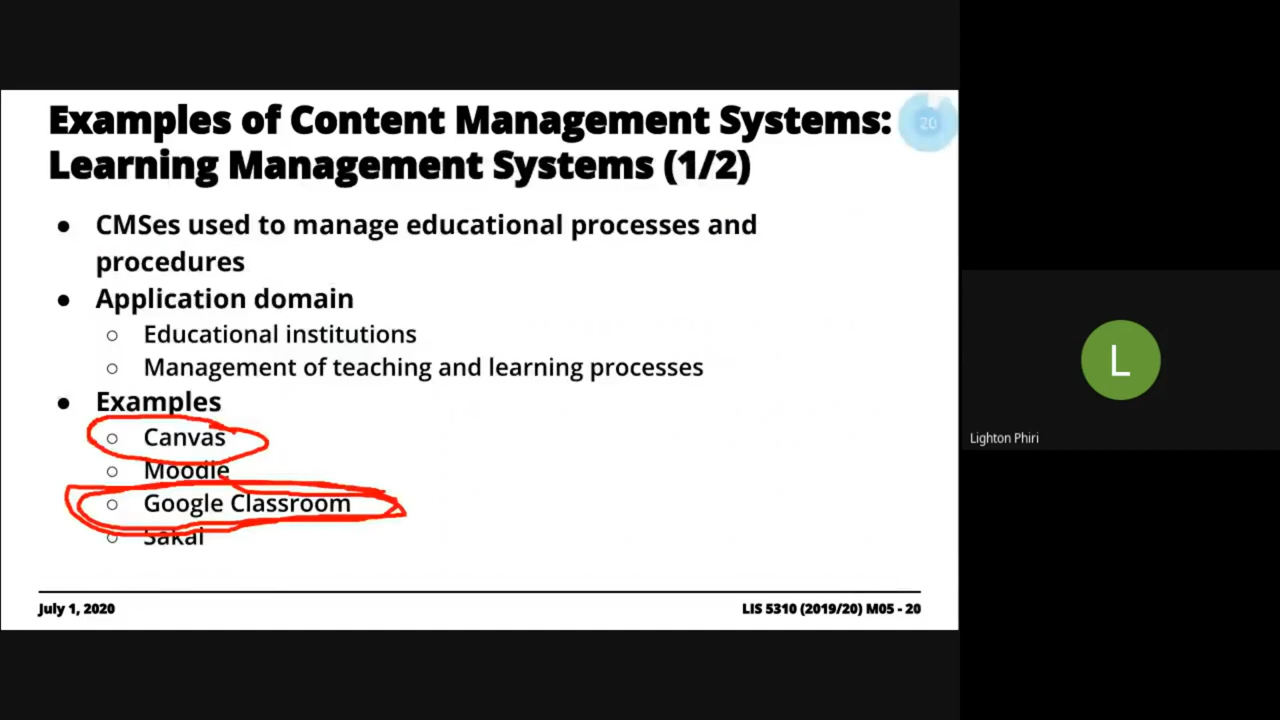 Examples of Content Management Systems:
20
Learning Management Systems (1/2)
● CMSes used to manage educational processes and
procedures
● Application domain
○ Educational institutions
○ Management of teaching and learning processes
● Examples
○ Canvas
○ Moodle
○ Google Classroom
○ Sakai
July 1, 2020
LIS 5310 (2019/20) M05 - 20
L
Lighton Phiri